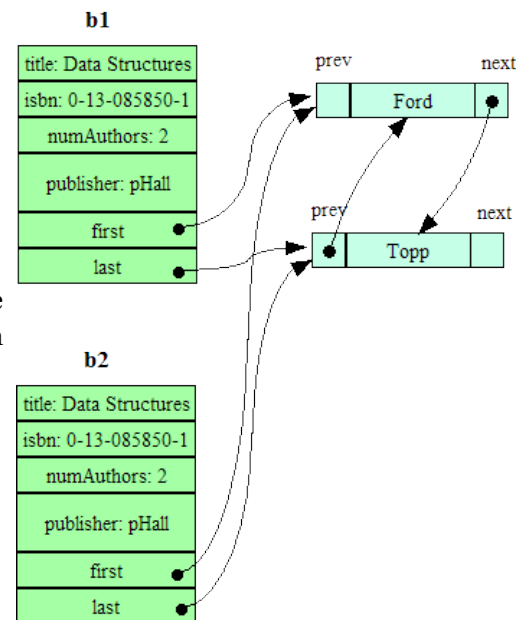 b1
title: Data Structures
isbn: 0-13-085850-1
numAuthors: 2
publisher: pHall
first
last
prev next
Ford
prev next
Topp
e
n
b2
title: Data Structures
isbn: 0-13-085850-1
numAuthors: 2
publisher: pHall
first
last